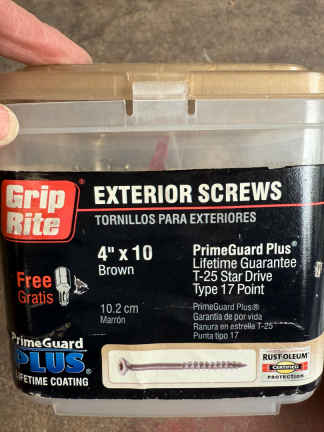 Grip
Rite®
EXTERIOR SCREWS
TORNILLOS PARA EXTERIORES
4" x 10
Brown
PrimeGuard Plus®
Lifetime Guarantee
T-25 Star Drive
Type 17 Point
Free
Gratis
10.2 cm
Marrón
PrimeGuard Plus®
Garantía de por vida
Ranura en estrella T-25
Punta tipo 17
PrimeGuard
PLUS®
LIFETIME COATING
RUST-OLEUM
CERTIFIED
PROTECTION